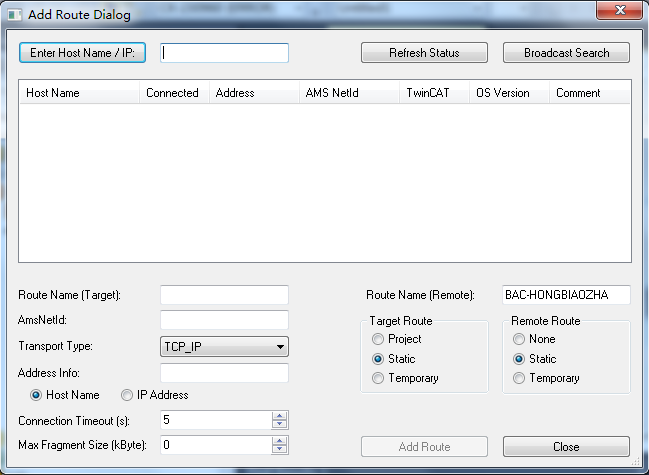 Add Route Dialog
Enter Host Name / IP: Refresh Status Broadcast Search
Host Name Connected Address AMS NetId TwinCAT OS Version Comment
Route Name (Target): Route Name (Remote): BAC-HONGBIAOZHA
AmsNetId: Target Route Remote Route
Project None
Transport Type: TCP_IP
Static Static
Address Info:
Temporary Temporary
Host Name IP Address
Connection Timeout (s): 5
Max Fragment Size (kByte): 0 Add Route Close